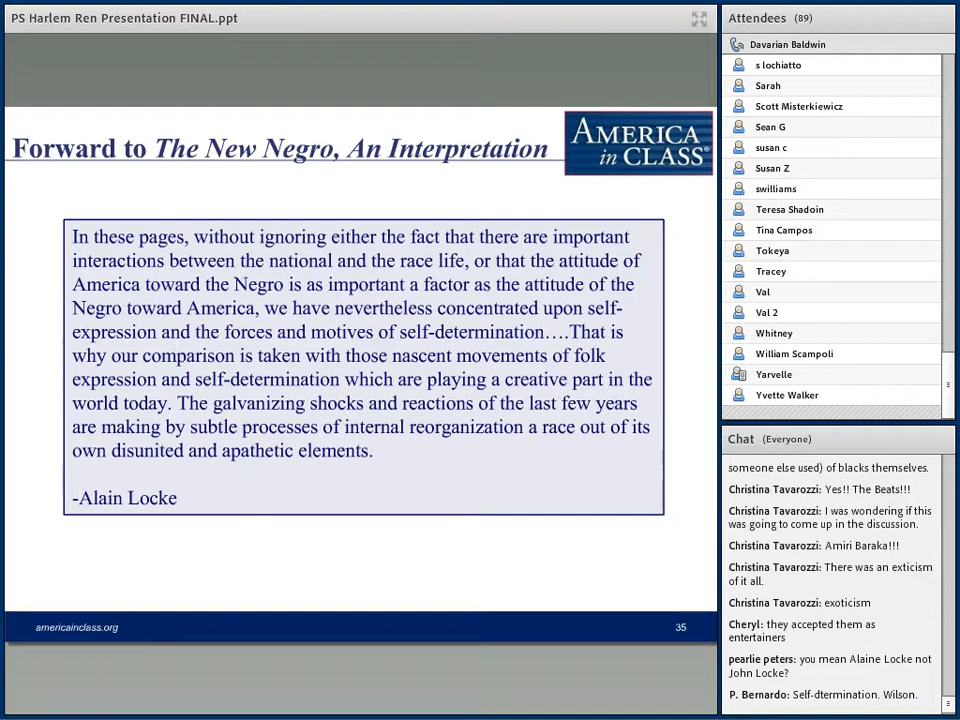 PS Harlem Ren Presentation FINAL.ppt
Forward to The New Negro, An Interpretation
AMERICA
in CLASS®
In these pages, without ignoring either the fact that there are important
interactions between the national and the race life, or that the attitude of
America toward the Negro is as important a factor as the attitude of the
Negro toward America, we have nevertheless concentrated upon self-
expression and the forces and motives of self-determination….That is
why our comparison is taken with those nascent movements of folk
expression and self-determination which are playing a creative part in the
world today. The galvanizing shocks and reactions of the last few years
are making by subtle processes of internal reorganization a race out of its
own disunited and apathetic elements.
-Alain Locke
americainclass.org
35
Attendees (89)
Davarian Baldwin
s lochiatto
Sarah
Scott Misterkiewicz
Sean G
susan c
Susan Z
swilliams
Teresa Shadoin
Tina Campos
Tokeya
Tracey
Val
Val 2
Whitney
William Scampoli
Yarvelle
Yvette Walker
Chat (Everyone)
someone else used) of blacks themselves.
Christina Tavarozzi: Yes!! The Beats!!!
Christina Tavarozzi: I was wondering if this
was going to come up in the discussion.
Christina Tavarozzi: Amiri Baraka!!!
Christina Tavarozzi: There was an exticism
of it all.
Christina Tavarozzi: exoticism
Cheryl: they accepted them as
entertainers
pearlie peters: you mean Alaine Locke not
John Locke?
P. Bernardo: Self-dtermination. Wilson.